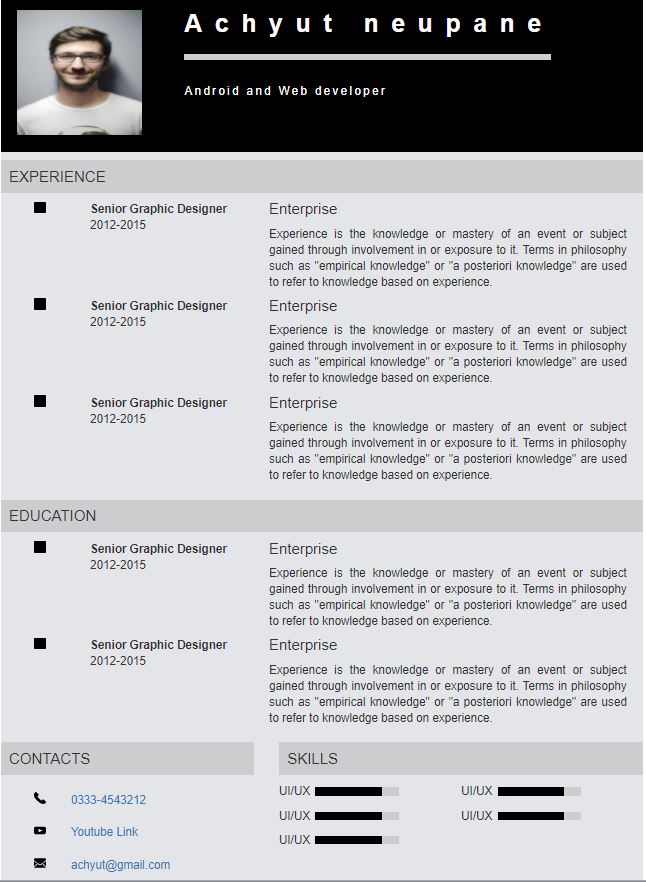 Achyut neupane
Android and Web developer
EXPERIENCE
Senior Graphic Designer
2012-2015
Enterprise
Experience is the knowledge or mastery of an event or subject
gained through involvement in or exposure to it. Terms in philosophy
such as "empirical knowledge" or "a posteriori knowledge" are used
to refer to knowledge based on experience.
Senior Graphic Designer
2012-2015
Enterprise
Experience is the knowledge or mastery of an event or subject
gained through involvement in or exposure to it. Terms in philosophy
such as "empirical knowledge" or "a posteriori knowledge" are used
to refer to knowledge based on experience.
Senior Graphic Designer
2012-2015
Enterprise
Experience is the knowledge or mastery of an event or subject
gained through involvement in or exposure to it. Terms in philosophy
such as "empirical knowledge" or "a posteriori knowledge" are used
to refer to knowledge based on experience.
EDUCATION
Senior Graphic Designer
2012-2015
Enterprise
Experience is the knowledge or mastery of an event or subject
gained through involvement in or exposure to it. Terms in philosophy
such as "empirical knowledge" or "a posteriori knowledge" are used
to refer to knowledge based on experience.
Senior Graphic Designer
2012-2015
Enterprise
Experience is the knowledge or mastery of an event or subject
gained through involvement in or exposure to it. Terms in philosophy
such as "empirical knowledge" or "a posteriori knowledge" are used
to refer to knowledge based on experience.
CONTACTS
0333-4543212
Youtube Link
achyut@gmail.com
SKILLS
UI/UX
UI/UX
UI/UX
UI/UX
UI/UX